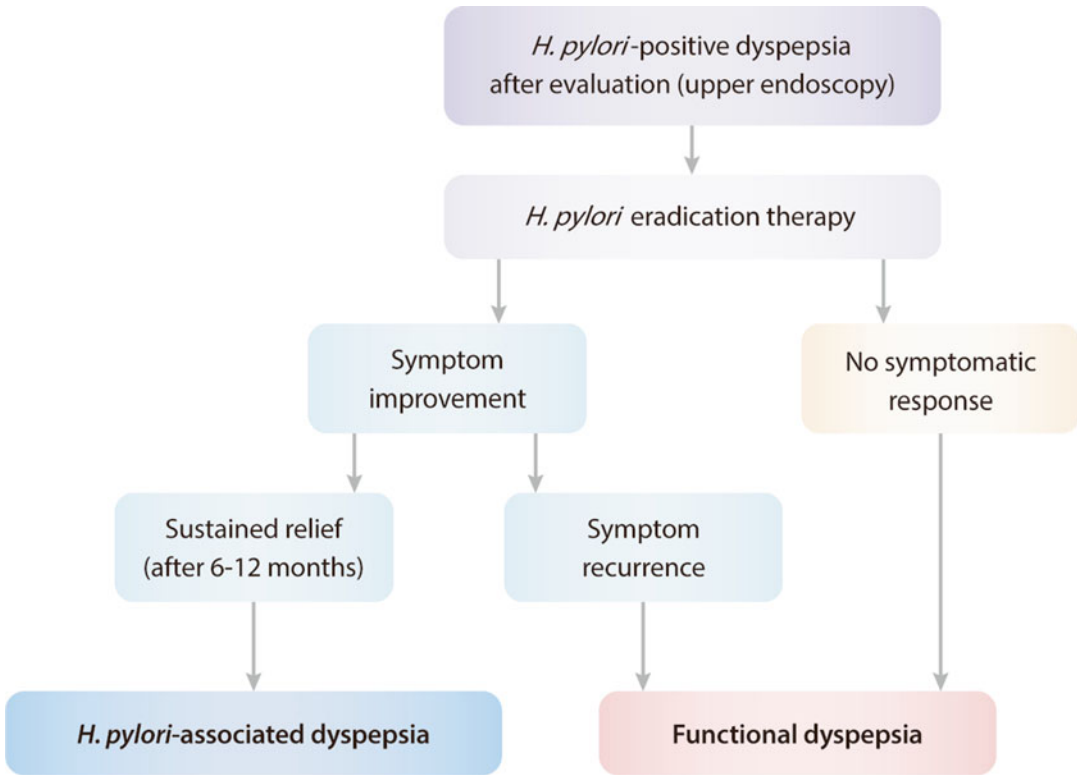 H. pylori-positive dyspepsia
after evaluation (upper endoscopy)
H. pylori eradication therapy
Symptom
improvement
No symptomatic
response
Sustained relief
(after 6-12 months)
Symptom
recurrence
H. pylori-associated dyspepsia
Functional dyspepsia